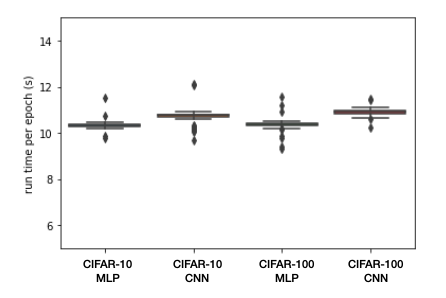 14
12
10
8
6
run time per epoch (s)
CIFAR-10 CIFAR-10 CIFAR-100 CIFAR-100
MLP CNN MLP CNN